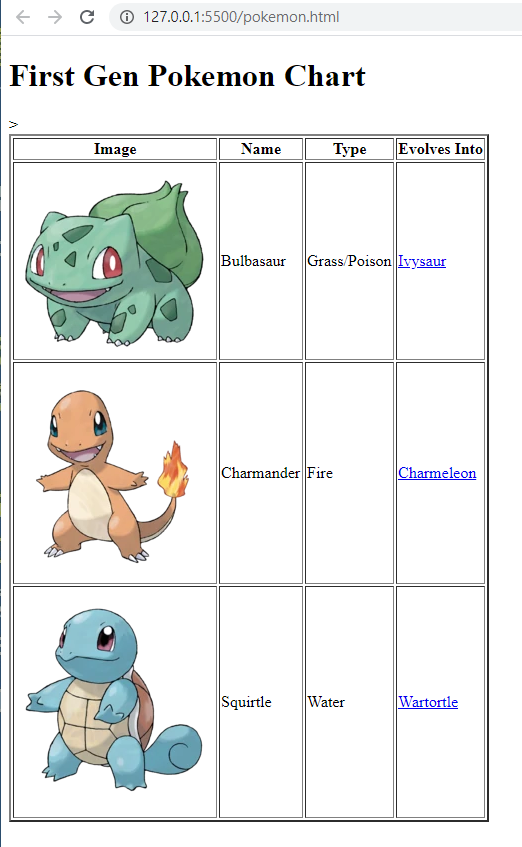 127.0.0.1:5500/pokemon.html
First Gen Pokemon Chart
>
Image Name Type Evolves Into
Bulbasaur Grass/Poison Ivysaur
Charmander Fire Charmeleon
Squirtle Water Wartortle